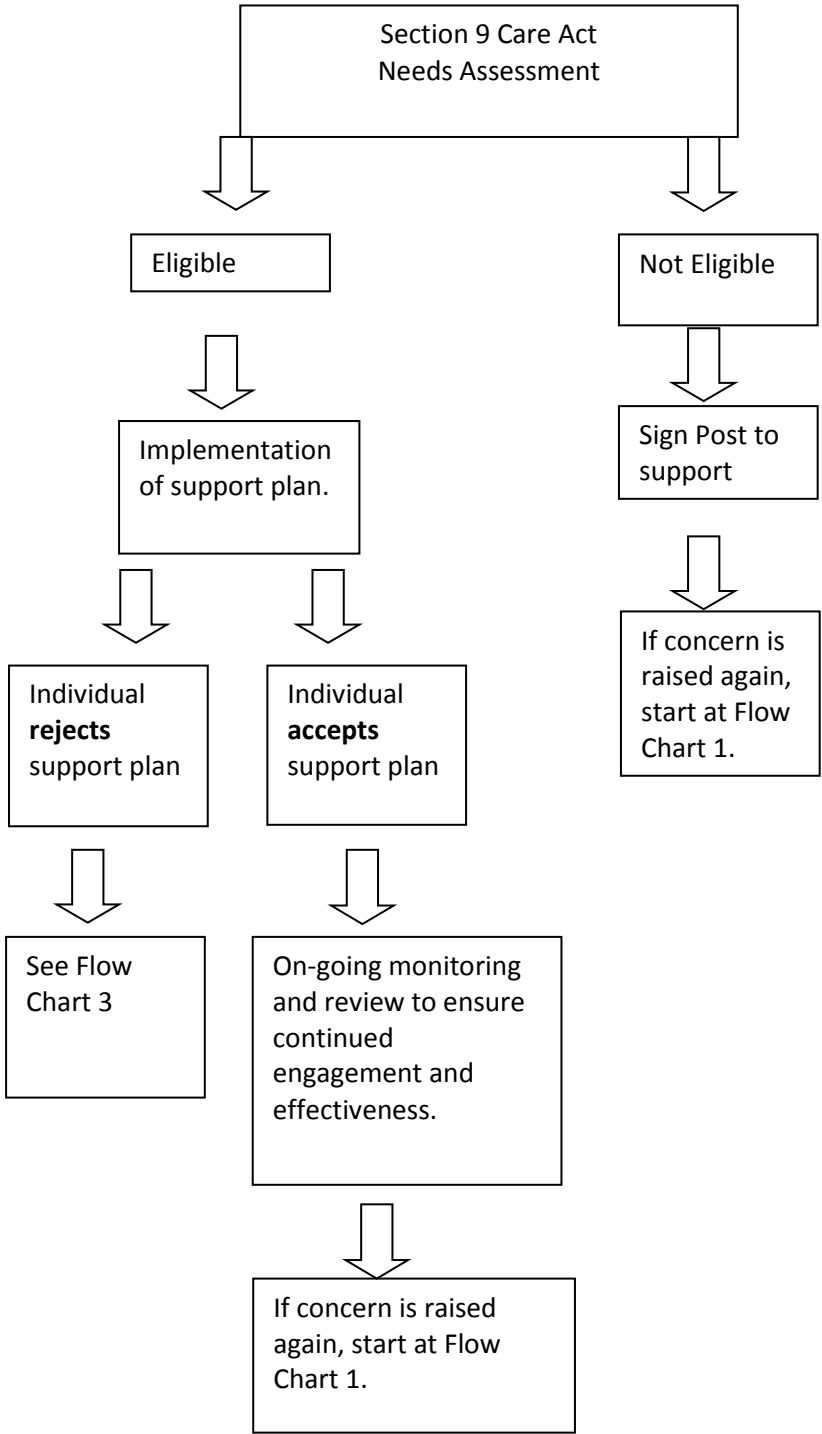 Section 9 Care Act
Needs Assessment
Eligible
Not Eligible
Implementation
of support plan.
Sign Post to
support
Individual
rejects
support plan
Individual
accepts
support plan
If concern is
raised again,
start at Flow
Chart 1.
See Flow
Chart 3
On-going monitoring
and review to ensure
continued
engagement and
effectiveness.
If concern is raised
again, start at Flow
Chart 1.